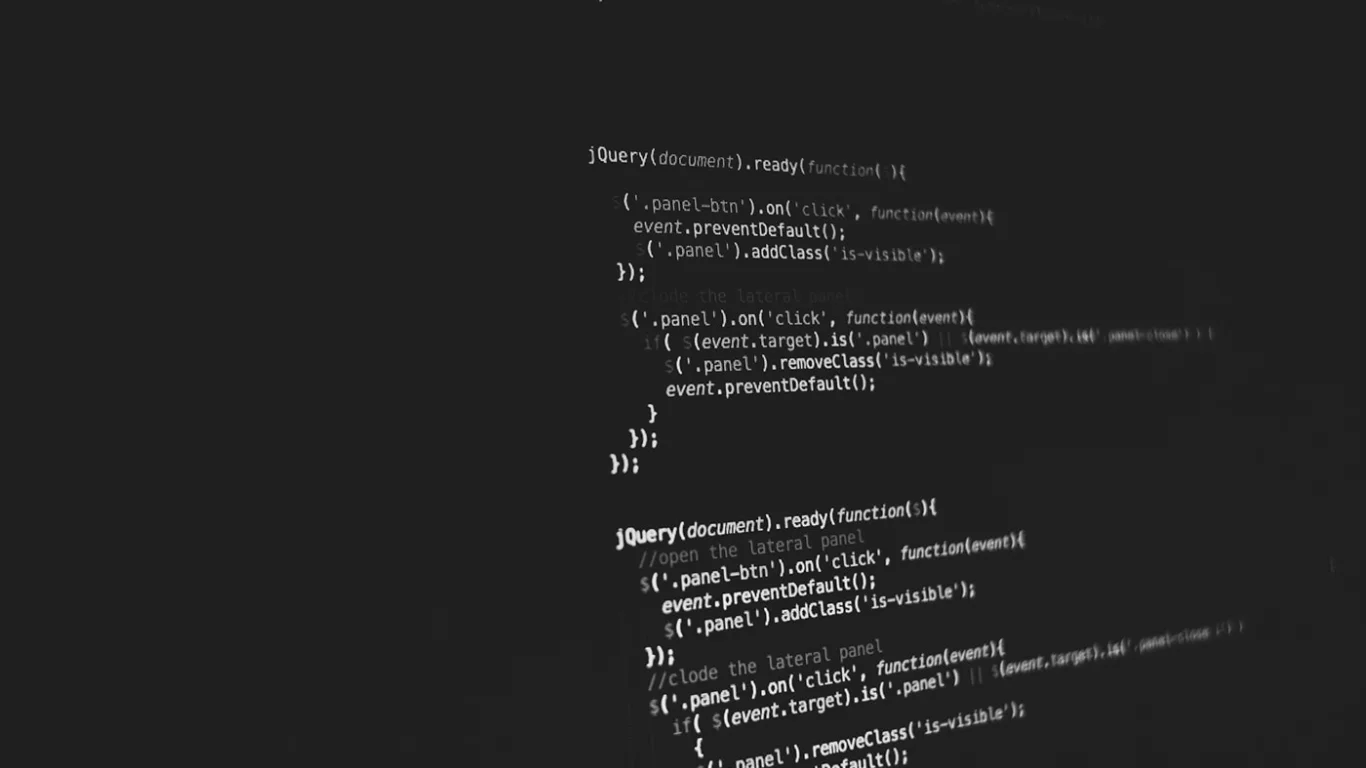 jQuery(document).ready(function($){
$('.panel-btn').on('click', function(event){
event.preventDefault();
$('.panel').addClass('is-visible');
});
//clode the lateral panel
$('.panel').on('click', function(event){
if( $(event.target).is('.panel') || $(event.target).is('.panel-close') ) {
$('.panel').removeClass('is-visible');
event.preventDefault();
}
});
});
jQuery(document).ready(function($){
//open the lateral panel
$('.panel-btn').on('click', function(event){
event.preventDefault();
$('.panel').addClass('is-visible');
});
//clode the lateral panel
$('.panel').on('click', function(event){
if( $(event.target).is('.panel') || $(event.target).is('.panel-close') )
{
$('.panel').removeClass('is-visible');
Default();